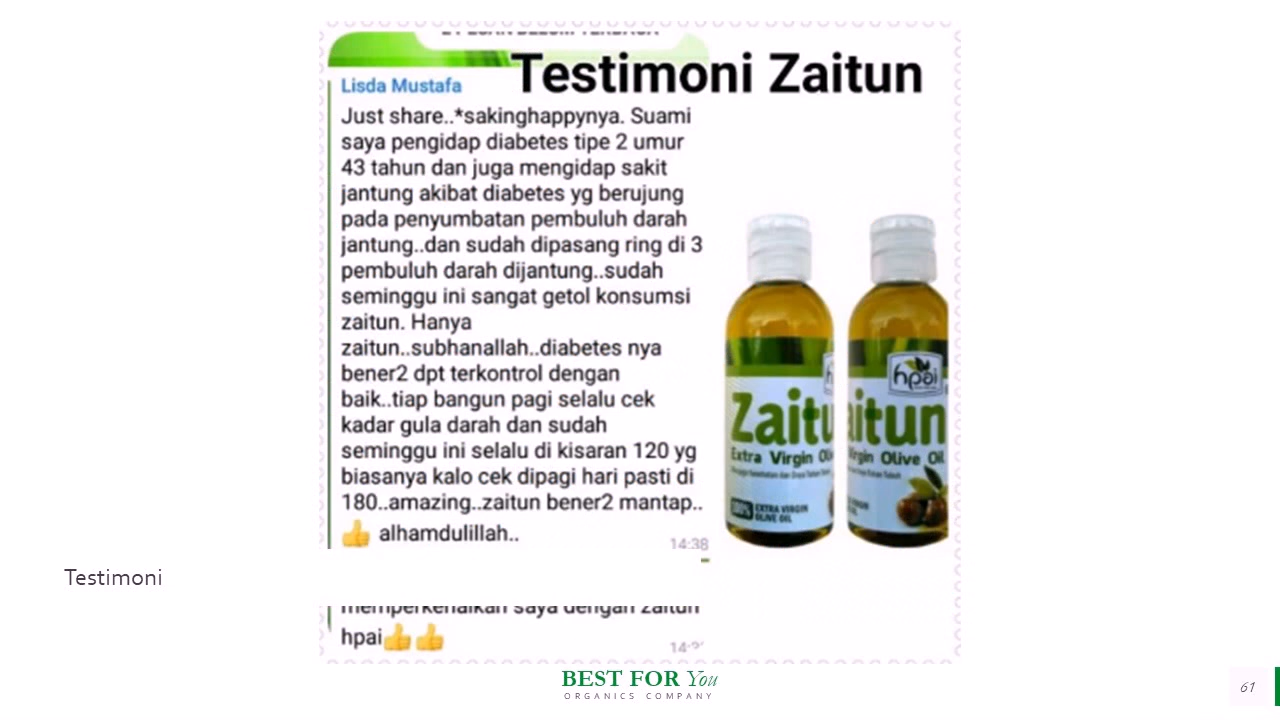 Testimoni Zaitun
Lisda Mustafa
Just share..*sakinghappynya. Suami
saya pengidap diabetes tipe 2 umur
43 tahun dan juga mengidap sakit
jantung akibat diabetes yg berujung
pada penyumbatan pembuluh darah
jantung..dan sudah dipasang ring di 3
pembuluh darah dijantung..sudah
seminggu ini sangat getol konsumsi
zaitun. Hanya
zaitun..subhanallah..diabetes nya
bener2 dpt terkontrol dengan
baik..tiap bangun pagi selalu cek
kadar gula darah dan sudah
seminggu ini selalu di kisaran 120 yg
biasanya kalo cek dipagi hari pasti di
180..amazing..zaitun bener2 mantap..
👍 alhamdulillah..
14:38
memperkenalkan saya dengan zaitun
hpai👍👍
hpai
Zaitu
Extra Virgin Oli
100% EXTRA VIRGIN
OLIVE OIL
aitun
Virgin Olive Oil
Testimoni
BEST FOR You
ORGANICS COMPANY
61